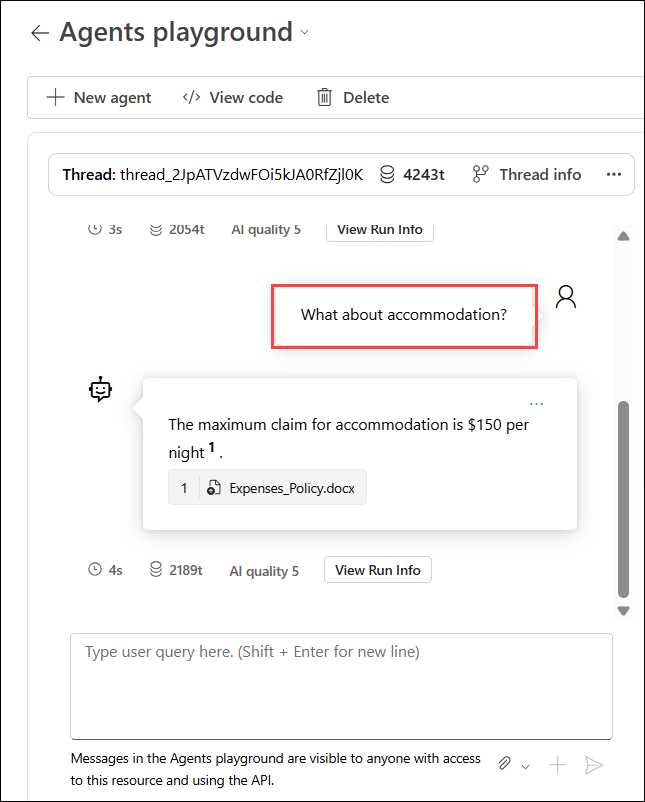 Agents playground
New agent
</> View code
Delete
Thread: thread_2JpATVzdwFOi5kJA0RfZjl0K
4243t
Thread info
...
3s
2054t
AI quality 5
View Run Info
What about accommodation?
...
The maximum claim for accommodation is $150 per
night 1 .
1 Expenses_Policy.docx
4s
2189t
AI quality 5
View Run Info
Type user query here. (Shift + Enter for new line)
Messages in the Agents playground are visible to anyone with access
to this resource and using the API.